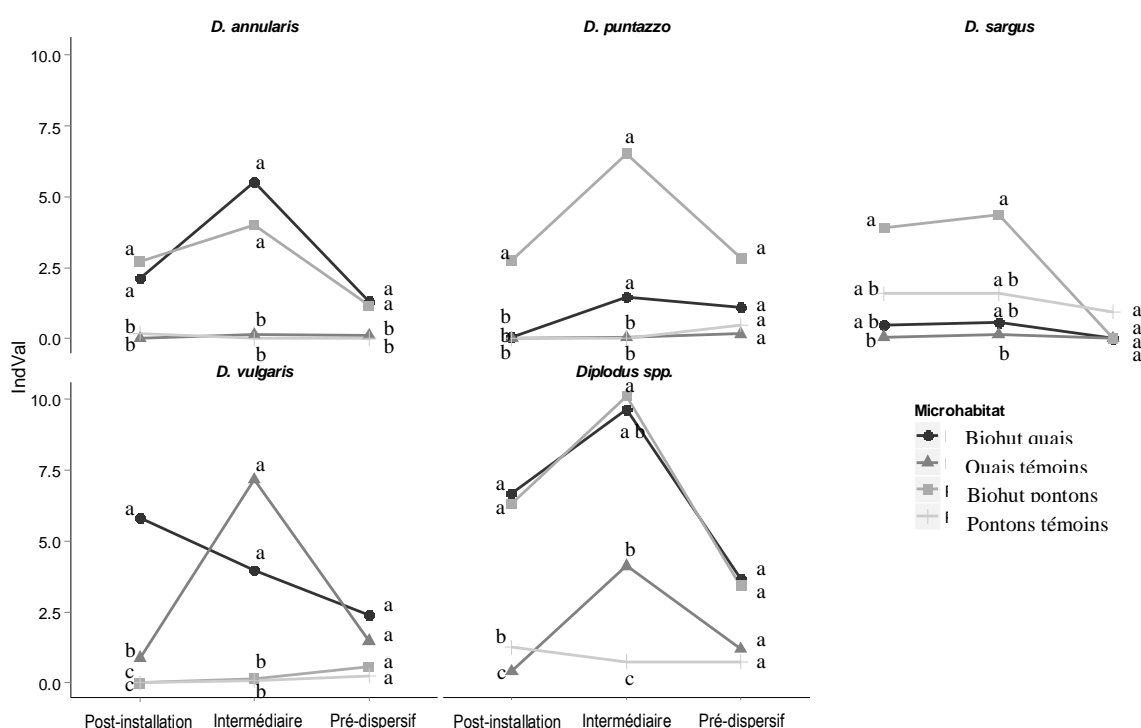 D. annularis D. puntazzo D. sargus
10.0
7.5
5.0
2.5
0.0
IndVal
a a a a a a a
b b b b b b
a a a a a a
b b b b b b
a a a b a b a b a b a a a a
b b
D. vulgaris Diplodus spp.
10.0
7.5
5.0
2.5
0.0
a a a a a a a
b b b
c c
a a a a b a a a a
b b
c c
Microhabitat
Biohut quais
Quais témoins
Biohut pontons
Pontons témoins
Post-installation Intermédiaire Pré-dispersif Post-installation Intermédiaire Pré-dispersif